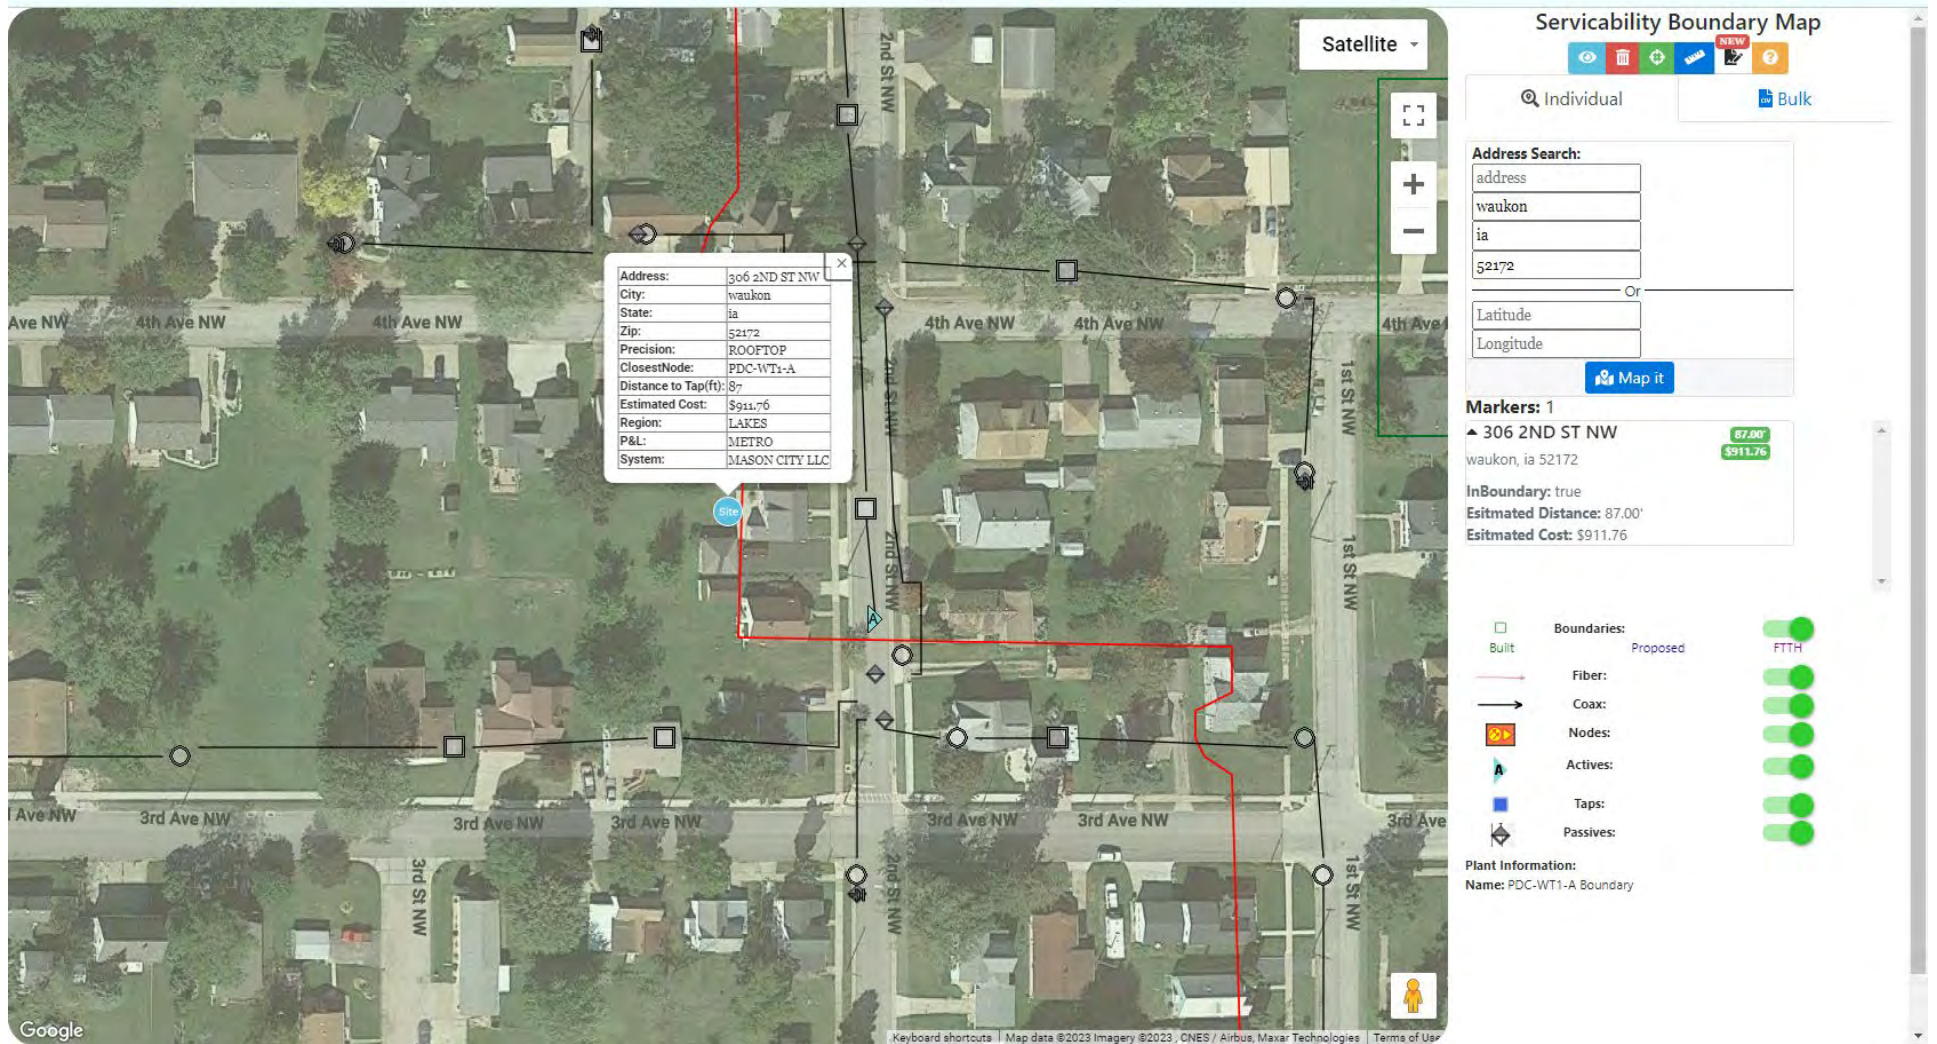 Servicability Boundary Map
NEW
Individual
Bulk
Address Search:
address
waukon
ia
52172
Or
Latitude
Longitude
Map it
Markers: 1
306 2ND ST NW
87.00'
$911.76
waukon, ia 52172
InBoundary: true
Esitmated Distance: 87.00'
Esitmated Cost: $911.76
Boundaries:
Built
Proposed
FTTH
Fiber:
Coax:
Nodes:
A
Actives:
Taps:
Passives:
Plant Information:
Name: PDC-WT1-A Boundary
Satellite
2nd St NW
Address: 306 2ND ST NW
City: waukon
State: ia
Zip: 52172
Precision: ROOFTOP
ClosestNode: PDC-WT1-A
Distance to Tap(ft): 87
Estimated Cost: $911.76
Region: LAKES
P&L: METRO
System: MASON CITY LLC
Site
Ave NW
4th Ave NW
4th Ave NW
4th Ave NW
4th Ave NW
4th Ave
2nd St NW
1st St NW
2nd St NW
1st St NW
A
Ave NW
3rd Ave NW
3rd Ave NW
3rd Ave NW
3rd Ave NW
3rd Ave NW
3rd Ave
3rd St NW
2nd St NW
1st St NW
Google
Keyboard shortcuts
Map data ©2023 Imagery ©2023 , CNES / Airbus, Maxar Technologies
Terms of Use